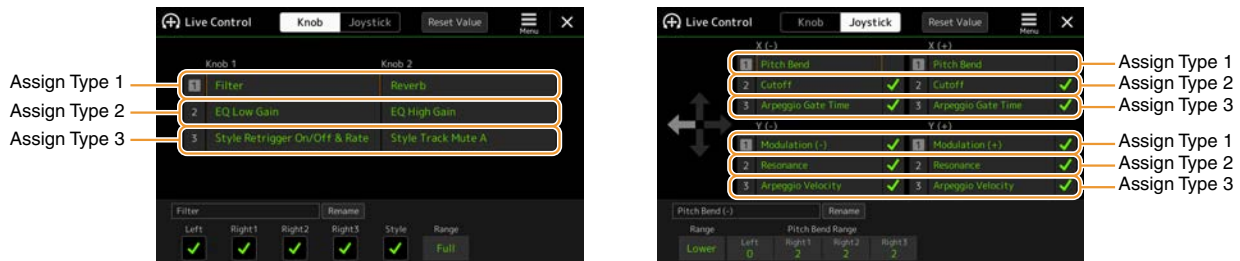 Live Control Knob Joystick Reset Value Menu
Knob 1 Knob 2
Assign Type 1 1 Filter Reverb
Assign Type 2 2 EQ Low Gain EQ High Gain
Assign Type 3 3 Style Retrigger On/Off & Rate Style Track Mute A
Filter Rename
Left Right1 Right2 Right3 Style Range
Full
Live Control Knob Joystick Reset Value Menu
X (-) X (+)
1 Pitch Bend 1 Pitch Bend Assign Type 1
2 Cutoff 2 Cutoff Assign Type 2
3 Arpeggio Gate Time 3 Arpeggio Gate Time Assign Type 3
Y (-) Y (+)
1 Modulation (-) 1 Modulation (+) Assign Type 1
2 Resonance 2 Resonance Assign Type 2
3 Arpeggio Velocity 3 Arpeggio Velocity Assign Type 3
Pitch Bend (-) Rename
Range Pitch Bend Range
Lower Left Right1 Right2 Right3
0 2 2 2